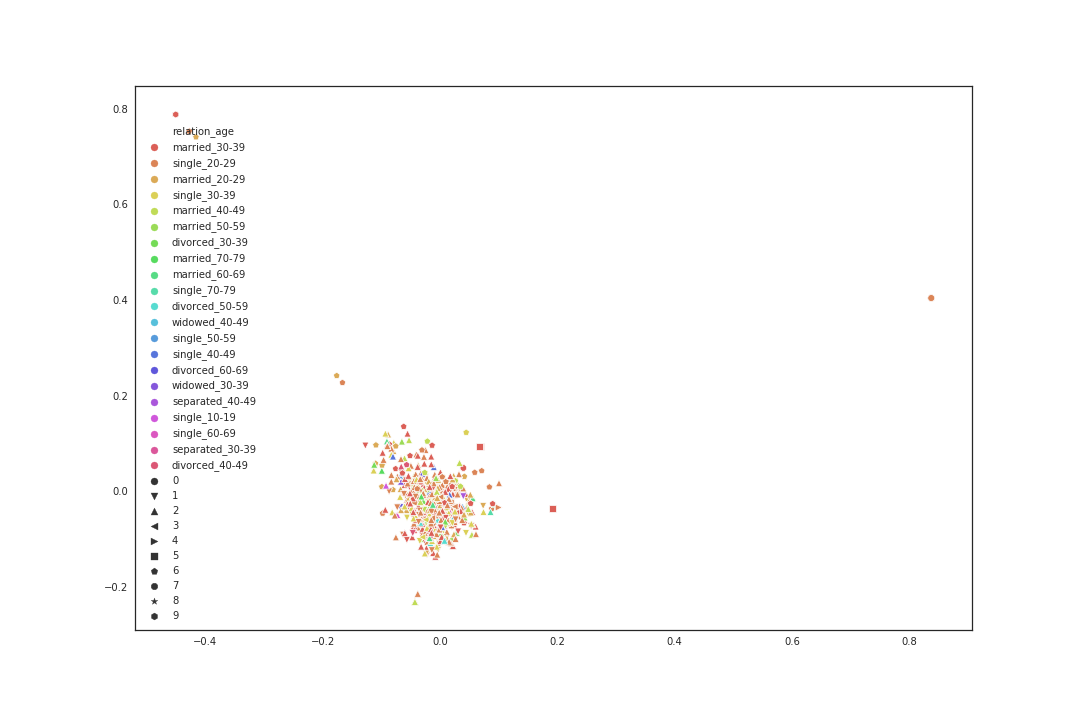 0.8
0.6
0.4
0.2
0.0
−0.2
relation_age
married_30-39
single_20-29
married_20-29
single_30-39
married_40-49
married_50-59
divorced_30-39
married_70-79
married_60-69
single_70-79
divorced_50-59
widowed_40-49
single_50-59
single_40-49
divorced_60-69
widowed_30-39
separated_40-49
single_10-19
single_60-69
separated_30-39
divorced_40-49
0
1
2
3
4
5
6
7
8
9
−0.4 −0.2 0.0 0.2 0.4 0.6 0.8